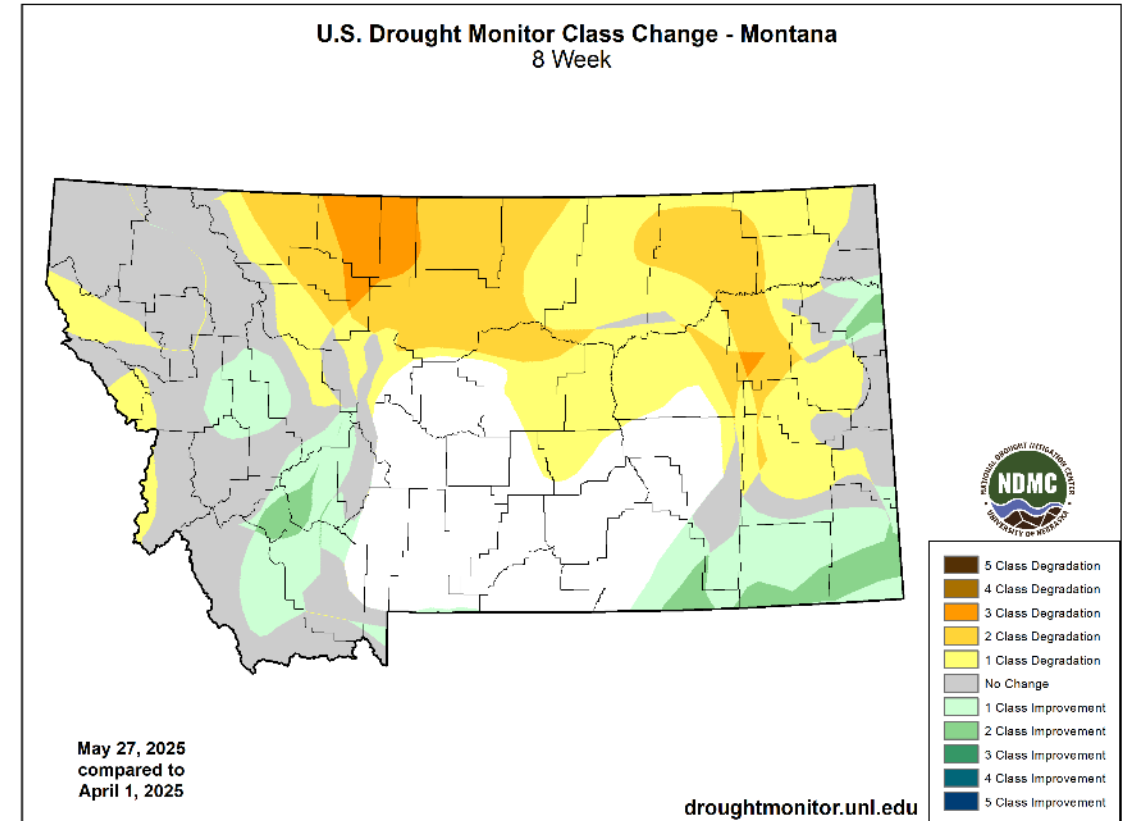 U.S. Drought Monitor Class Change - Montana
8 Week
NATIONAL DROUGHT MITIGATION CENTER
NDMC
UNIVERSITY OF NEBRASKA
5 Class Degradation
4 Class Degradation
3 Class Degradation
2 Class Degradation
1 Class Degradation
No Change
1 Class Improvement
2 Class Improvement
3 Class Improvement
4 Class Improvement
5 Class Improvement
May 27, 2025
compared to
April 1, 2025
droughtmonitor.unl.edu